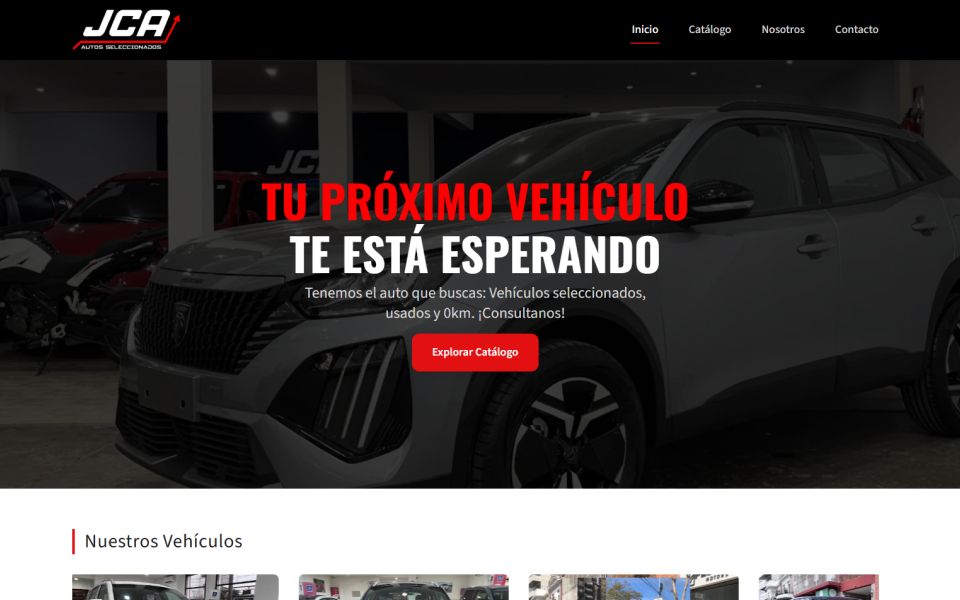 JCA
AUTOS SELECCIONADOS
Inicio
Catálogo
Nosotros
Contacto
JCA
TU PRÓXIMO VEHÍCULO
TE ESTÁ ESPERANDO
Tenemos el auto que buscas: Vehículos seleccionados,
usados y 0km. ¡Consultanos!
Explorar Catálogo
Nuestros Vehículos